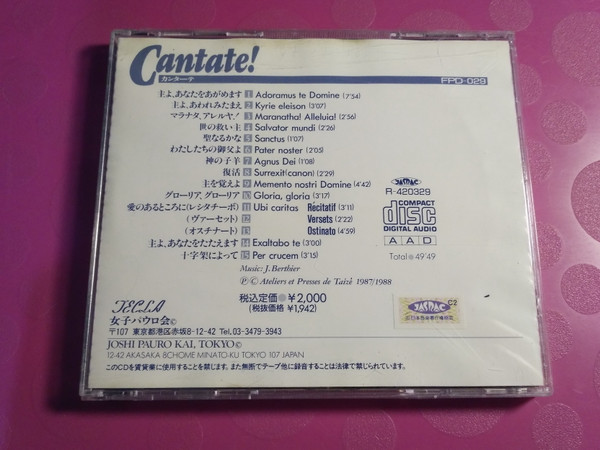 Cantate!
カンターテ
FPD-029
主よ、あなたをあがめます 1 Adoramus te Domine (7'54)
主よ、あわれみたまえ 2 Kyrie eleison (3'07)
マラナタ、アレルヤ! 3 Maranatha! Alleluia! (2'56)
世の救い主 4 Salvator mundi (2'26)
聖なるかな 5 Sanctus (1'07)
わたしたちの御父よ 6 Pater noster (2'05)
神の子羊 7 Agnus Dei (1'08)
復活 8 Surrexit(canon) (2'29)
主を覚えよ 9 Memento nostri Domine (4'42)
グローリア、グローリア 10 Gloria, gloria (3'17)
愛のあるところに(レシタチーボ) 11 Ubi caritas Récitatif (3'11)
(ヴァーセット) 12 Versets (2'22)
(オスチナート) 13 Ostinato (4'59)
主よ、あなたをたたえます 14 Exaltabo te (3'00)
十字架によって 15 Per crucem (3'15)
JASRAC
R-420329
COMPACT
disc
DIGITAL AUDIO
A A D
Total 49'49
Music: J. Berthier
Ⓟ© Ateliers et Presses de Taizé 1987/1988
税込定価 ¥2,000
(税抜価格 ¥1,942)
JASRAC
C2
TECLA
女子パウロ会©
〒107 東京都港区赤坂8-12-42 Tel.03-3479-3943
JOSHI PAURO KAI, TOKYO©
12-42 AKASAKA 8CHOME MINATO-KU TOKYO 107 JAPAN
このCDを賃貸業に使用することを禁じます。また無断でテープ他に録音することは法律で禁じられています。